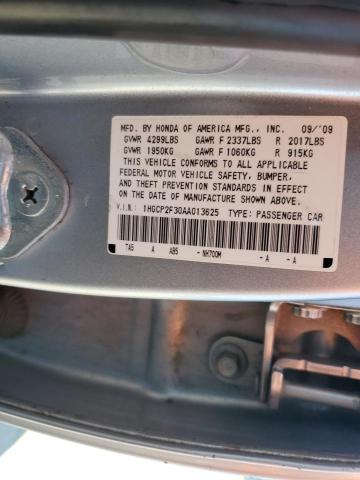 MFD. BY HONDA OF AMERICA MFG., INC. 09/'09
GVWR 4299LBS GAWR F 2337LBS R 2017LBS
GVWR 1950KG GAWR F 1060KG R 915KG
THIS VEHICLE CONFORMS TO ALL APPLICABLE
FEDERAL MOTOR VEHICLE SAFETY, BUMPER,
AND THEFT PREVENTION STANDARDS IN EFFECT
ON THE DATE OF MANUFACTURE SHOWN ABOVE.
V.I.N.: 1HGCP2F30AA013625 TYPE: PASSENGER CAR
TA5 A AB5 -NH700M -A -A